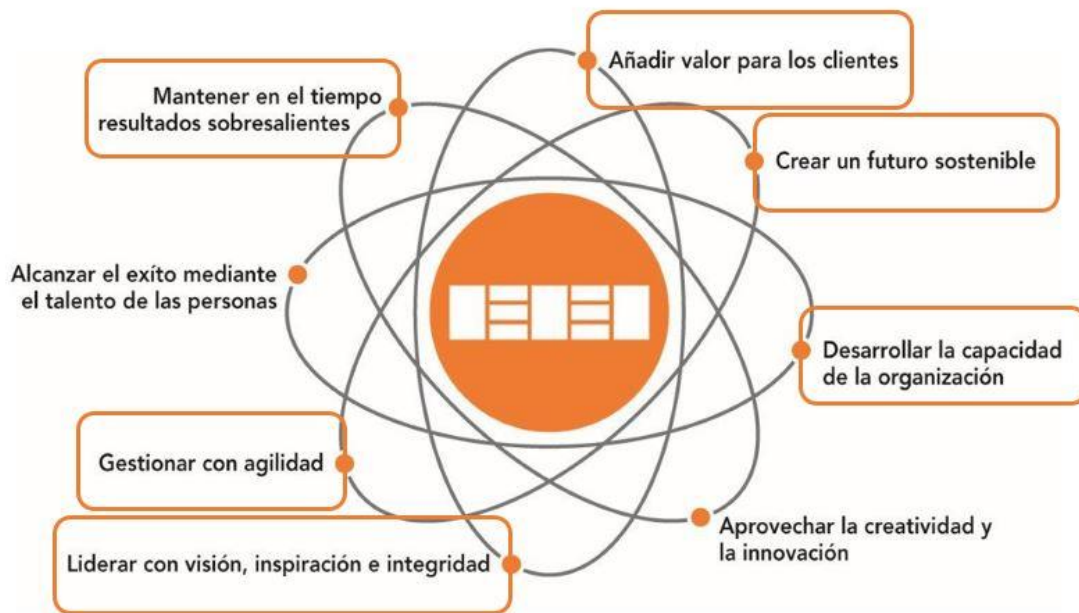 Añadir valor para los clientes
Mantener en el tiempo
resultados sobresalientes
Crear un futuro sostenible
Alcanzar el exíto mediante
el talento de las personas
Desarrollar la capacidad
de la organización
Gestionar con agilidad
Aprovechar la creatividad y
la innovación
Liderar con visión, inspiración e integridad